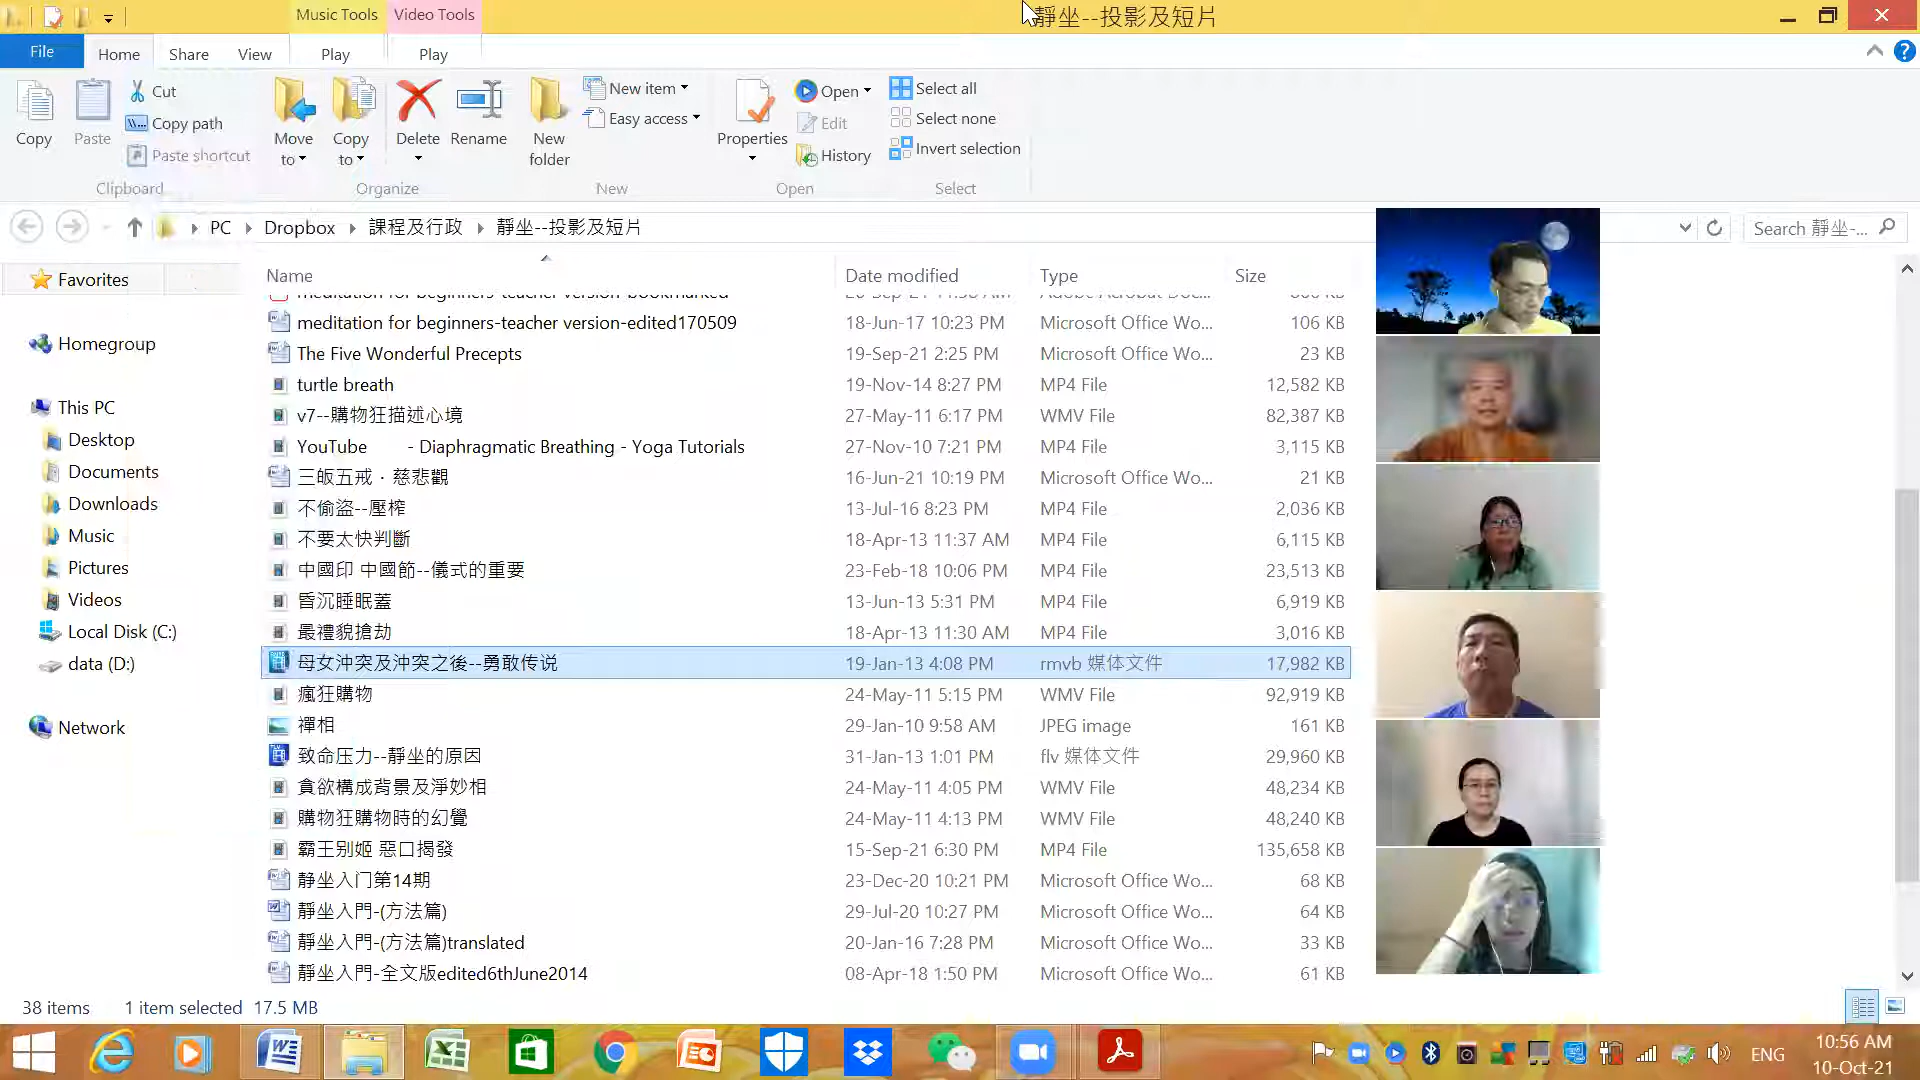 Music Tools
Video Tools
靜坐--投影及短片
File
Home
Share
View
Play
Play
Copy
Paste
Cut
Copy path
Paste shortcut
Clipboard
Move to
Copy to
Delete
Rename
Organize
New folder
New item
Easy access
New
Properties
Open
Edit
History
Open
Select all
Select none
Invert selection
Select
PC
Dropbox
課程及行政
靜坐--投影及短片
Search 靜坐-...
Favorites
Homegroup
This PC
Desktop
Documents
Downloads
Music
Pictures
Videos
Local Disk (C:)
data (D:)
Network
Name Date modified Type Size
meditation for beginners-teacher version-bookmarked
meditation for beginners-teacher version-edited170509 18-Jun-17 10:23 PM Microsoft Office Wo... 106 KB
The Five Wonderful Precepts 19-Sep-21 2:25 PM Microsoft Office Wo... 23 KB
turtle breath 19-Nov-14 8:27 PM MP4 File 12,582 KB
v7--購物狂描述心境 27-May-11 6:17 PM WMV File 82,387 KB
YouTube - Diaphragmatic Breathing - Yoga Tutorials 27-Nov-10 7:21 PM MP4 File 3,115 KB
三皈五戒．慈悲觀 16-Jun-21 10:19 PM Microsoft Office Wo... 21 KB
不偷盜--壓榨 13-Jul-16 8:23 PM MP4 File 2,036 KB
不要太快判斷 18-Apr-13 11:37 AM MP4 File 6,115 KB
中國印 中國節--儀式的重要 23-Feb-18 10:06 PM MP4 File 23,513 KB
昏沉睡眠蓋 13-Jun-13 5:31 PM MP4 File 6,919 KB
最禮貌搶劫 18-Apr-13 11:30 AM MP4 File 3,016 KB
母女沖突及沖突之後--勇敢传说 19-Jan-13 4:08 PM rmvb 媒体文件 17,982 KB
瘋狂購物 24-May-11 5:15 PM WMV File 92,919 KB
禪相 29-Jan-10 9:58 AM JPEG image 161 KB
致命压力--靜坐的原因 31-Jan-13 1:01 PM flv 媒体文件 29,960 KB
貪欲構成背景及淨妙相 24-May-11 4:05 PM WMV File 48,234 KB
購物狂購物時的幻覺 24-May-11 4:13 PM WMV File 48,240 KB
霸王别姬 惡口揭發 15-Sep-21 6:30 PM MP4 File 135,658 KB
静坐入门第14期 23-Dec-20 10:21 PM Microsoft Office Wo... 68 KB
靜坐入門-(方法篇) 29-Jul-20 10:27 PM Microsoft Office Wo... 64 KB
靜坐入門-(方法篇)translated 20-Jan-16 7:28 PM Microsoft Office Wo... 33 KB
靜坐入門-全文版edited6thJune2014 08-Apr-18 1:50 PM Microsoft Office Wo... 61 KB
38 items 1 item selected 17.5 MB
ENG
10:56 AM
10-Oct-21